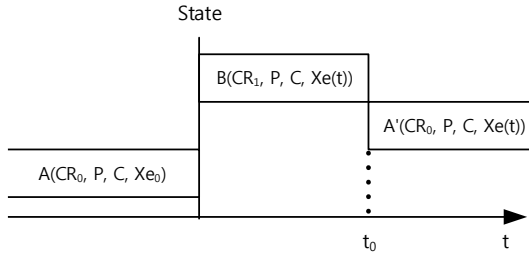 State
B(CR₁, P, C, Xe(t))
A'(CR₀, P, C, Xe(t))
A(CR₀, P, C, Xe₀)
t₀
t